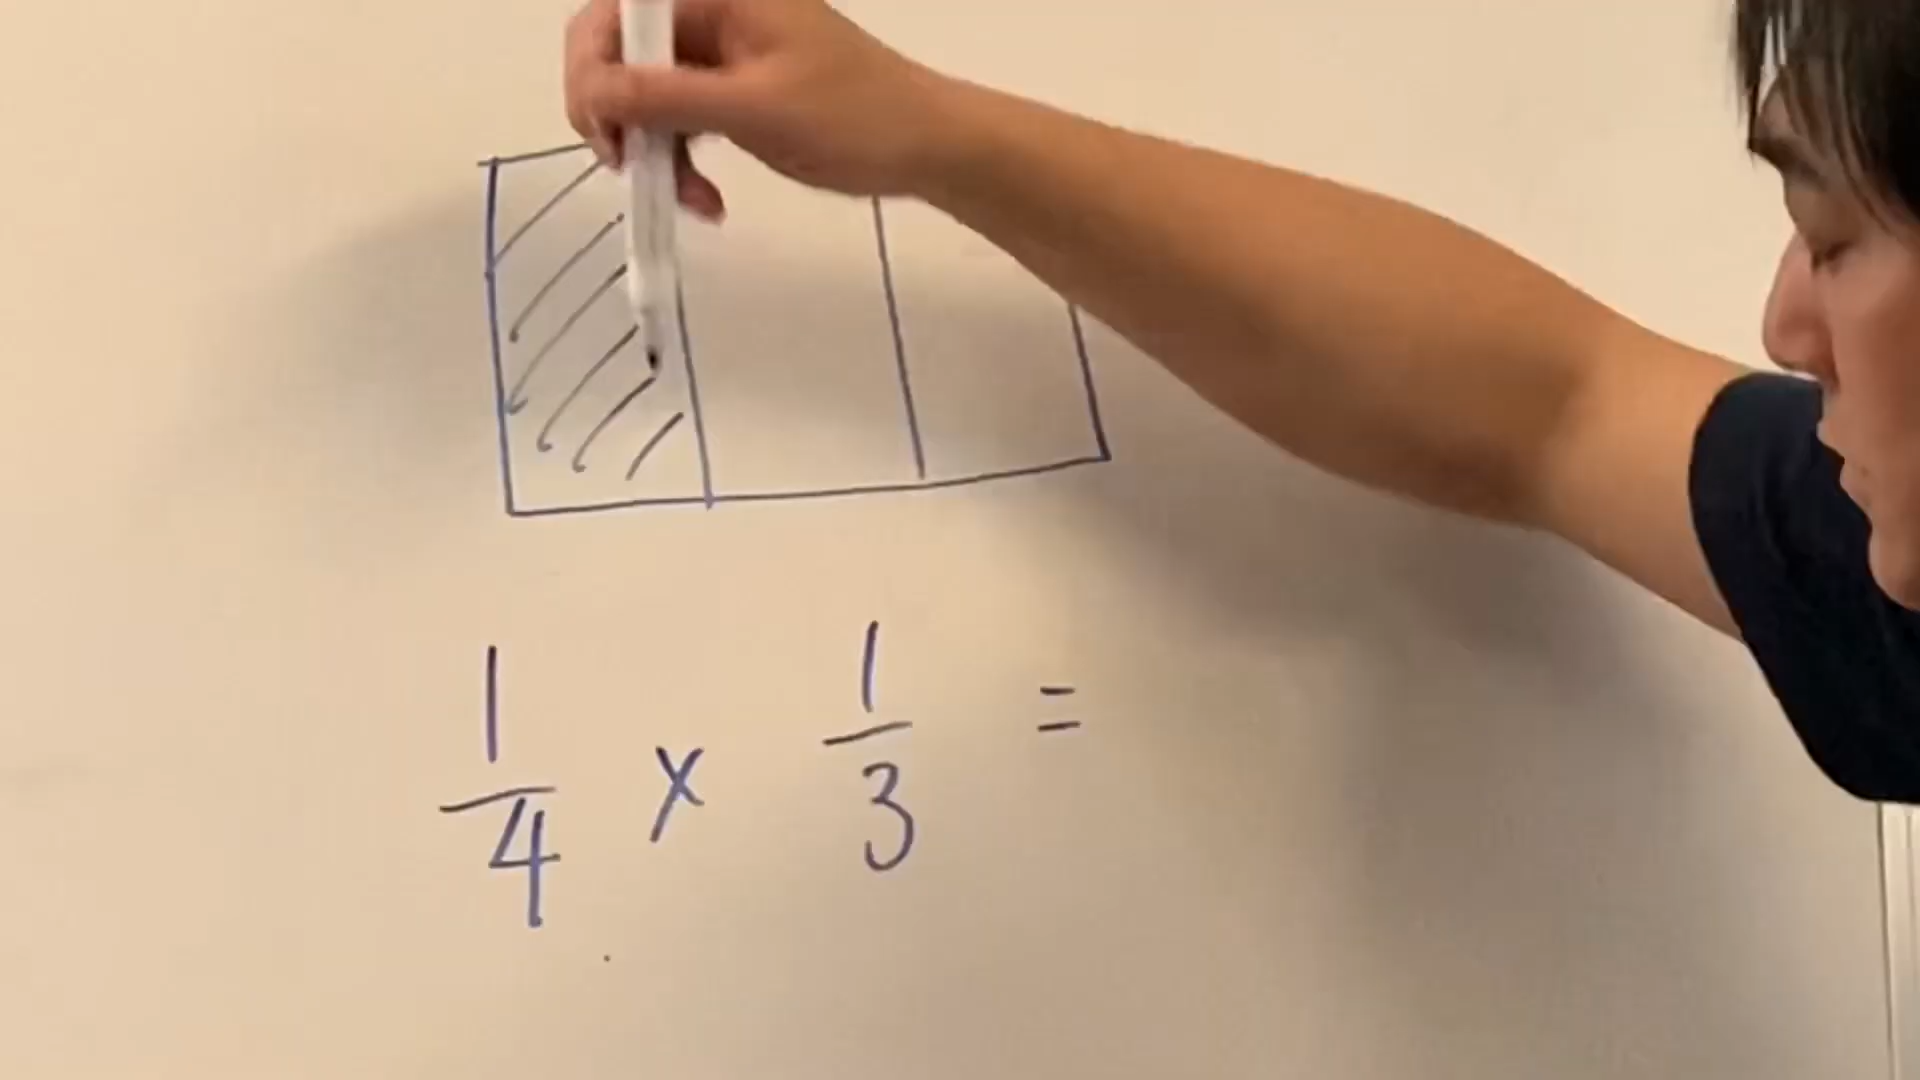 1/4 x 1/3 =